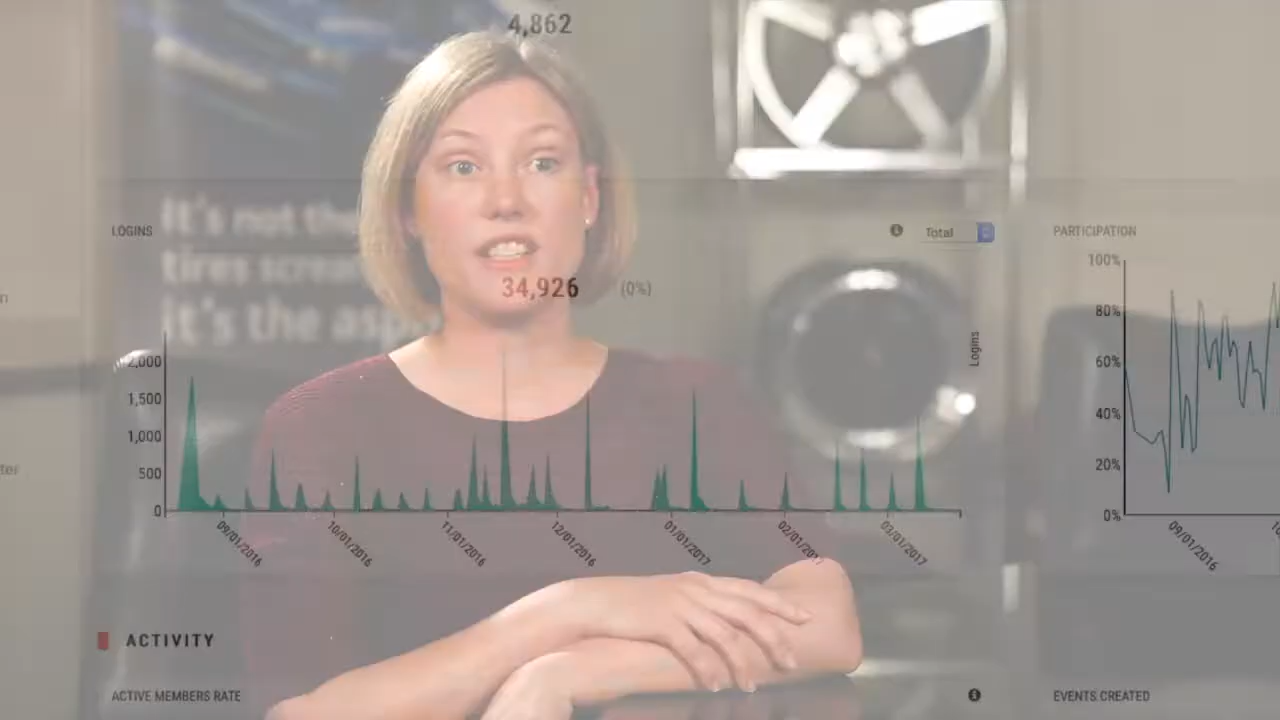 4,862
It's not the
tires screa
it's the asp
LOGINS
Total
34,926 (0%)
Logins
2,000
1,500
1,000
500
0
09/01/2016
10/01/2016
11/01/2016
12/01/2016
01/01/2017
02/01/2017
03/01/2017
PARTICIPATION
100%
80%
60%
40%
20%
0%
09/01/2016
ACTIVITY
ACTIVE MEMBERS RATE
EVENTS CREATED